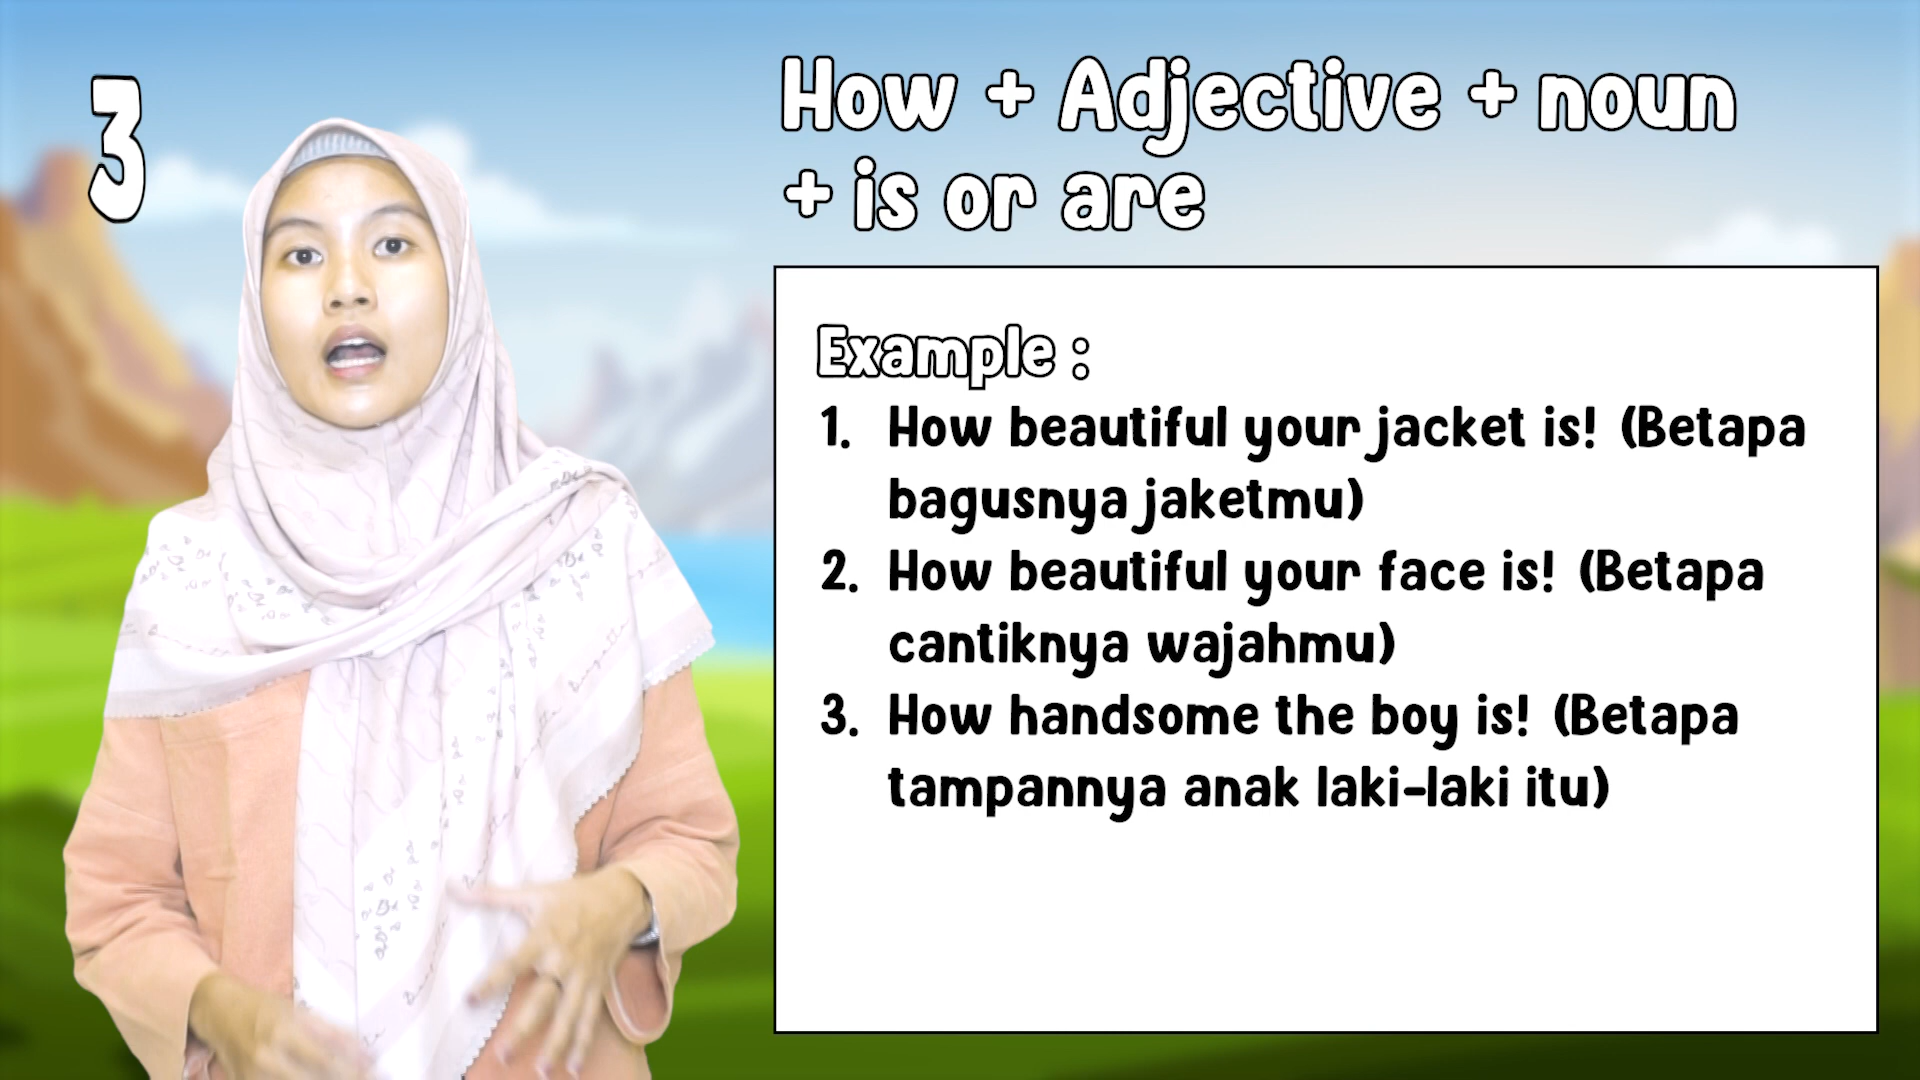 3
How + Adjective + noun
+ is or are
Example :
1. How beautiful your jacket is! (Betapa
bagusnya jaketmu)
2. How beautiful your face is! (Betapa
cantiknya wajahmu)
3. How handsome the boy is! (Betapa
tampannya anak laki-laki itu)